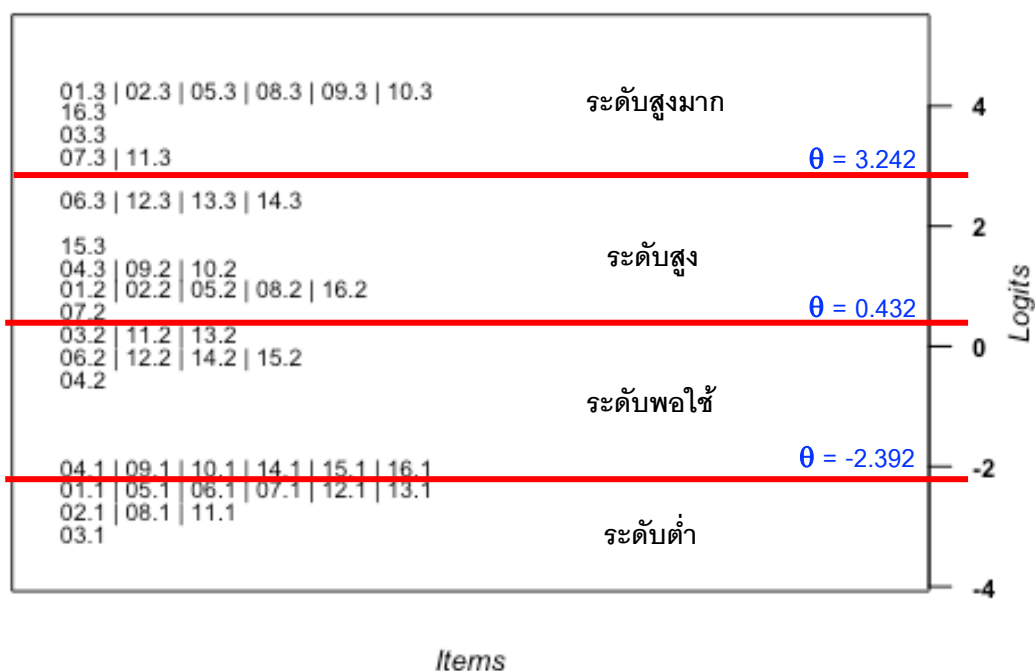 01.3 | 02.3 | 05.3 | 08.3 | 09.3 | 10.3
ระดับสูงมาก
4
16.3
03.3
07.3 | 11.3
θ = 3.242
06.3 | 12.3 | 13.3 | 14.3
2
15.3
ระดับสูง
04.3 | 09.2 | 10.2
01.2 | 02.2 | 05.2 | 08.2 | 16.2
07.2
θ = 0.432
Logits
03.2 | 11.2 | 13.2
0
06.2 | 12.2 | 14.2 | 15.2
04.2
ระดับพอใช้
θ = -2.392
04.1 | 09.1 | 10.1 | 14.1 | 15.1 | 16.1
-2
01.1 | 05.1 | 06.1 | 07.1 | 12.1 | 13.1
02.1 | 08.1 | 11.1
03.1
ระดับต่ำ
-4
Items